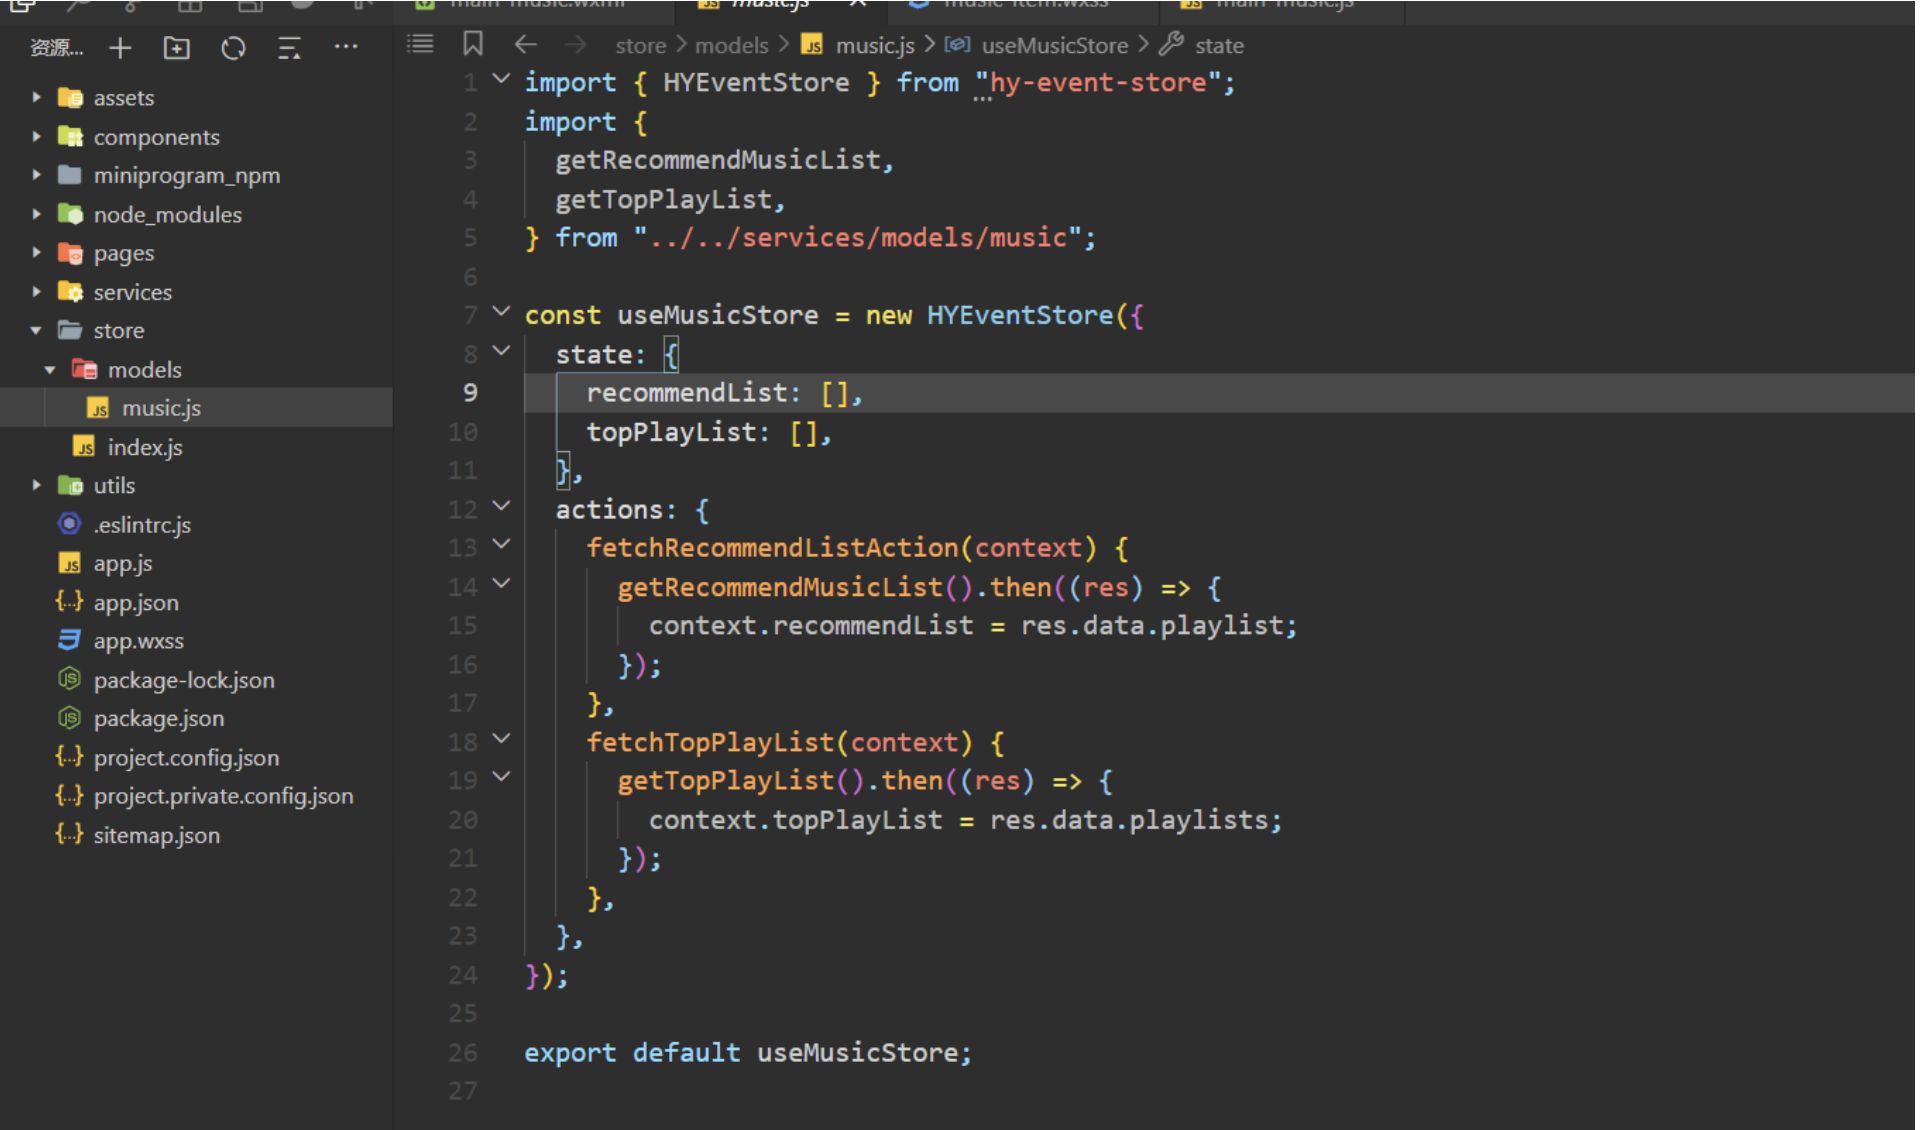 main-music.wxml music.js music-item.wxss main-music.js
资源...
store models music.js useMusicStore state
assets
components
miniprogram_npm
node_modules
pages
services
store
models
music.js
index.js
utils
.eslintrc.js
app.js
app.json
app.wxss
package-lock.json
package.json
project.config.json
project.private.config.json
sitemap.json
1 import { HYEventStore } from "hy-event-store";
2 import {
3 getRecommendMusicList,
4 getTopPlayList,
5 } from "../../services/models/music";
6
7 const useMusicStore = new HYEventStore({
8 state: {
9 recommendList: [],
10 topPlayList: [],
11 },
12 actions: {
13 fetchRecommendListAction(context) {
14 getRecommendMusicList().then((res) => {
15 context.recommendList = res.data.playlist;
16 });
17 },
18 fetchTopPlayList(context) {
19 getTopPlayList().then((res) => {
20 context.topPlayList = res.data.playlists;
21 });
22 },
23 },
24 });
25
26 export default useMusicStore;
27